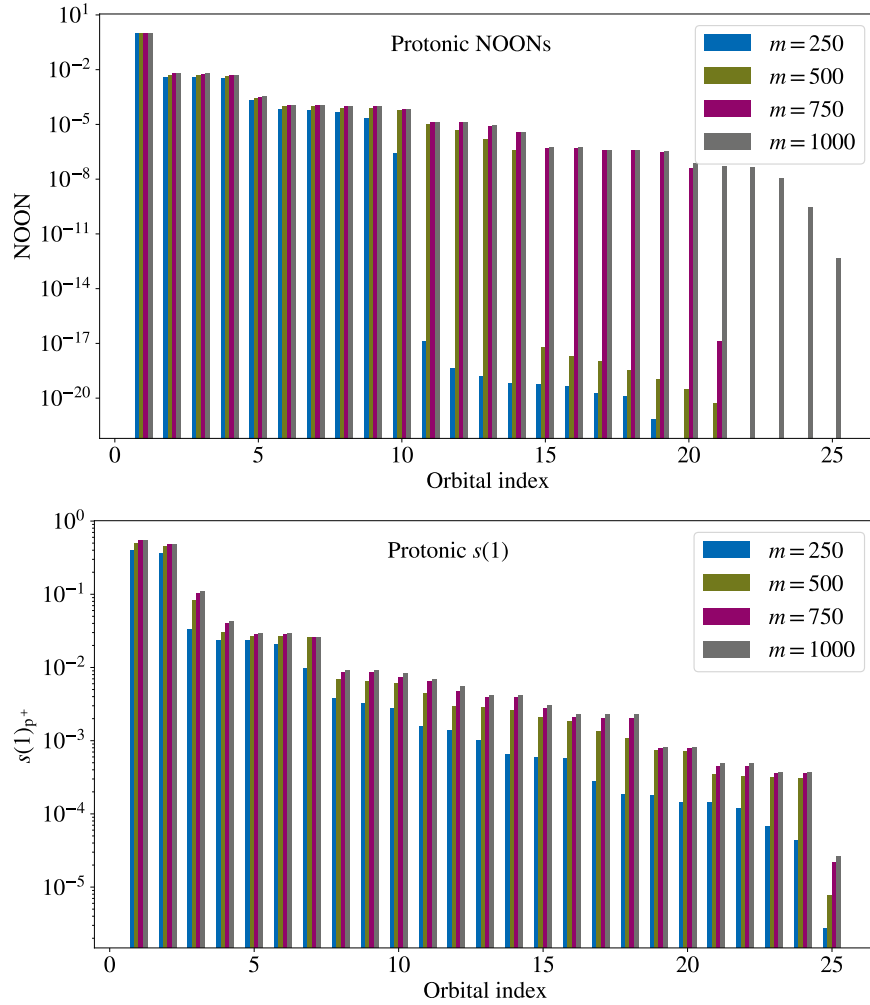 Protonic NOONs
m = 250
m = 500
m = 750
m = 1000
NOON
10^1
10^-2
10^-5
10^-8
10^-11
10^-14
10^-17
10^-20
0 5 10 15 20 25
Orbital index
Protonic s(1)
m = 250
m = 500
m = 750
m = 1000
s(1)_p+
10^0
10^-1
10^-2
10^-3
10^-4
10^-5
0 5 10 15 20 25
Orbital index